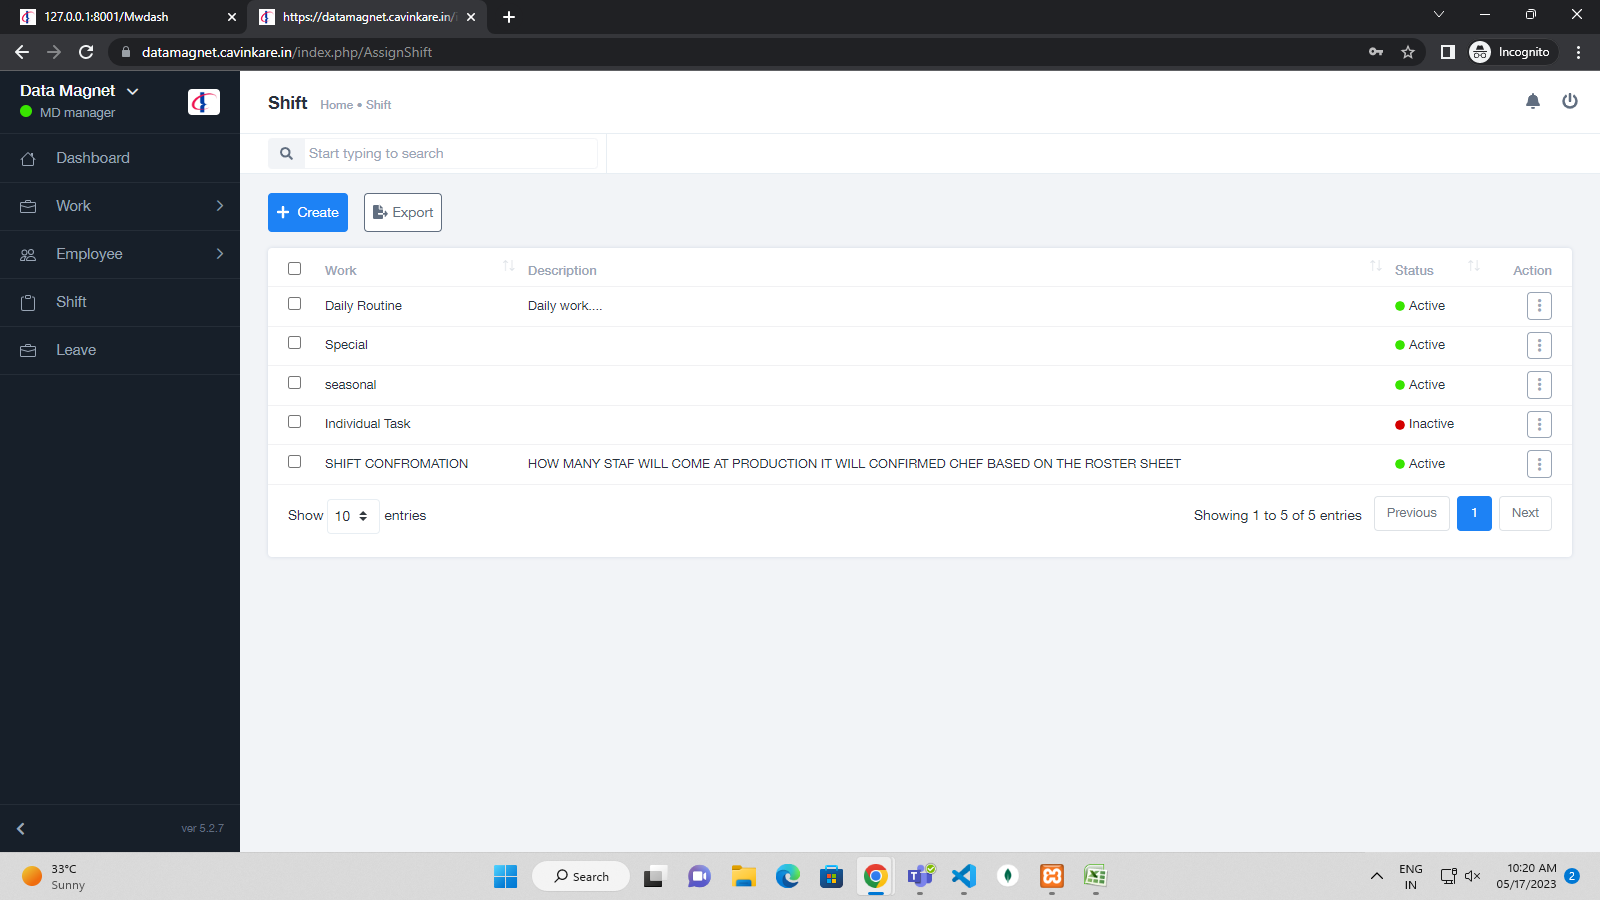 127.0.0.1:8001/Mwdash
https://datamagnet.cavinkare.in/i
datamagnet.cavinkare.in/index.php/AssignShift
Incognito
Data Magnet
MD manager
Shift Home • Shift
Start typing to search
Dashboard
Work
Employee
Shift
Leave
Create Export
Work Description Status Action
Daily Routine Daily work.... Active
Special Active
seasonal Active
Individual Task Inactive
SHIFT CONFROMATION HOW MANY STAF WILL COME AT PRODUCTION IT WILL CONFIRMED CHEF BASED ON THE ROSTER SHEET Active
Show 10 entries Showing 1 to 5 of 5 entries Previous 1 Next
ver 5.2.7
33°C
Sunny
Search
ENG
IN
10:20 AM
05/17/2023
2